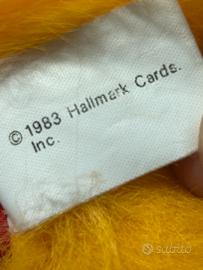 © 1983 Hallmark Cards.
Inc.
subito